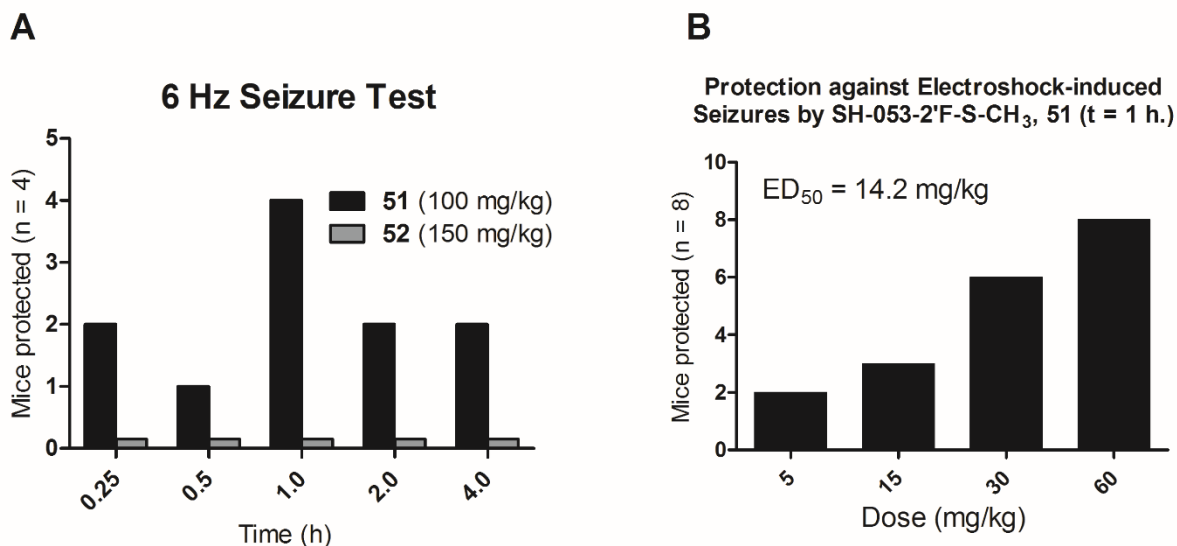 A
6 Hz Seizure Test
Mice protected (n = 4)
5
4
3
2
1
0
51 (100 mg/kg)
52 (150 mg/kg)
0.25
0.5
1.0
2.0
4.0
Time (h)
B
Protection against Electroshock-induced
Seizures by SH-053-2'F-S-CH₃, 51 (t = 1 h.)
Mice protected (n = 8)
10
8
6
4
2
0
ED₅₀ = 14.2 mg/kg
5
15
30
60
Dose (mg/kg)